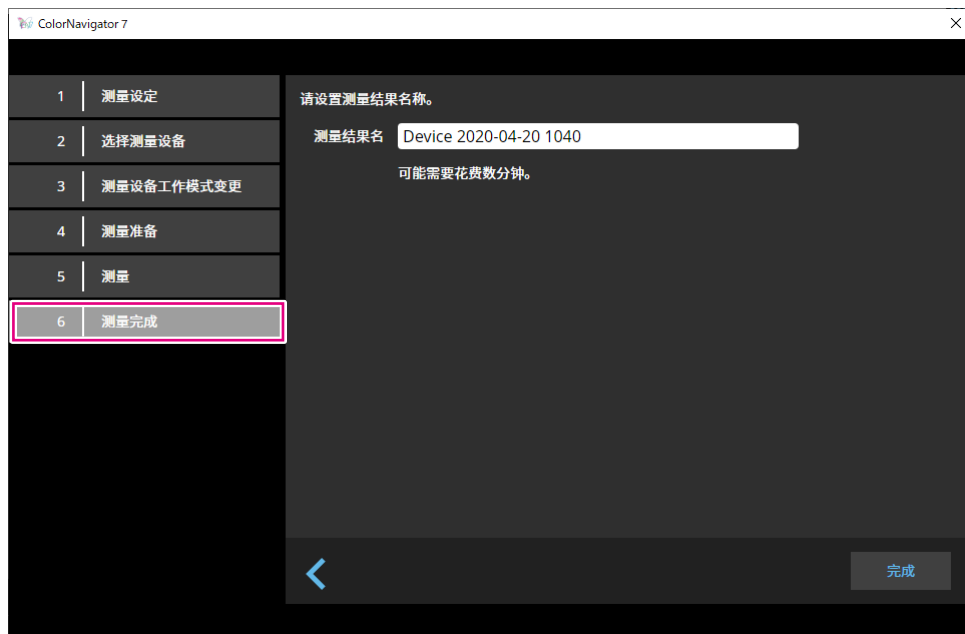 ColorNavigator 7
1 测量设定
2 选择测量设备
3 测量设备工作模式变更
4 测量准备
5 测量
6 测量完成
请设置测量结果名称。
测量结果名 Device 2020-04-20 1040
可能需要花费数分钟。
完成